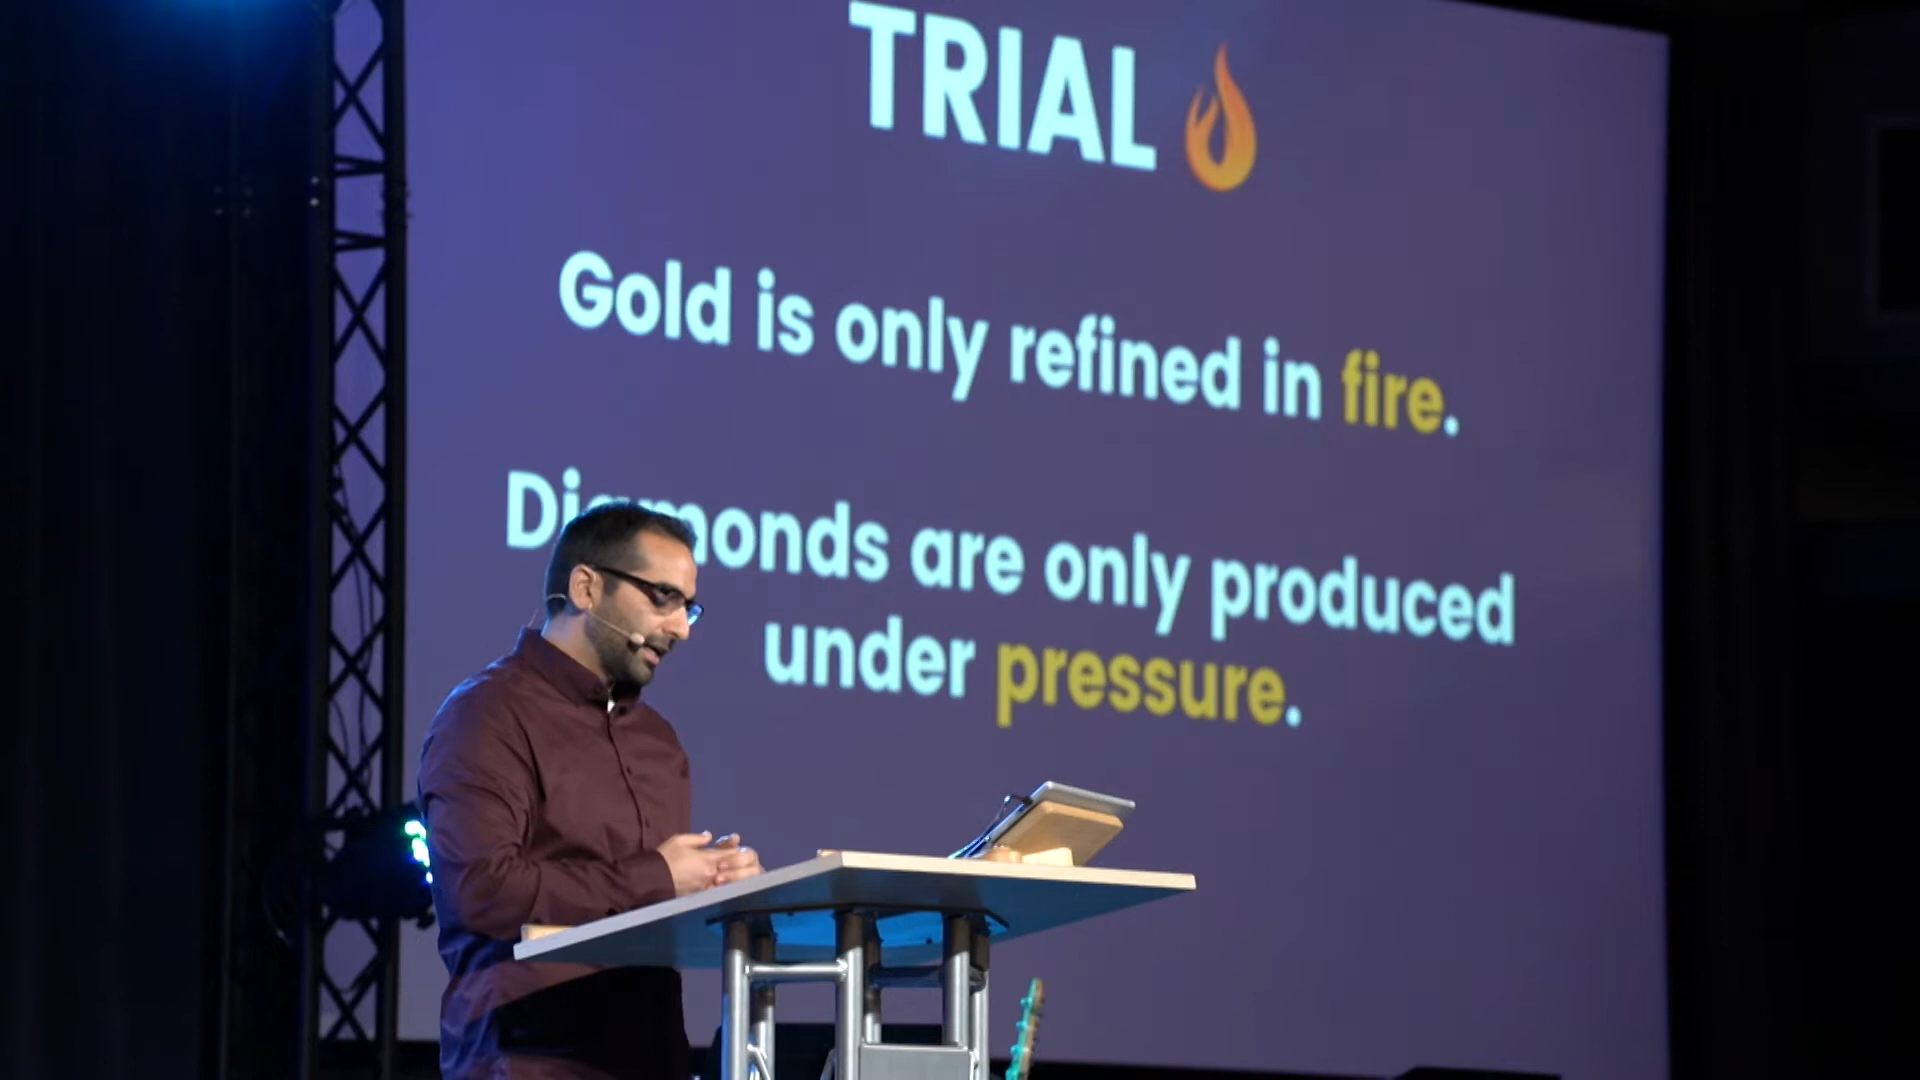 TRIAL
Gold is only refined in fire.
Diamonds are only produced
under pressure.